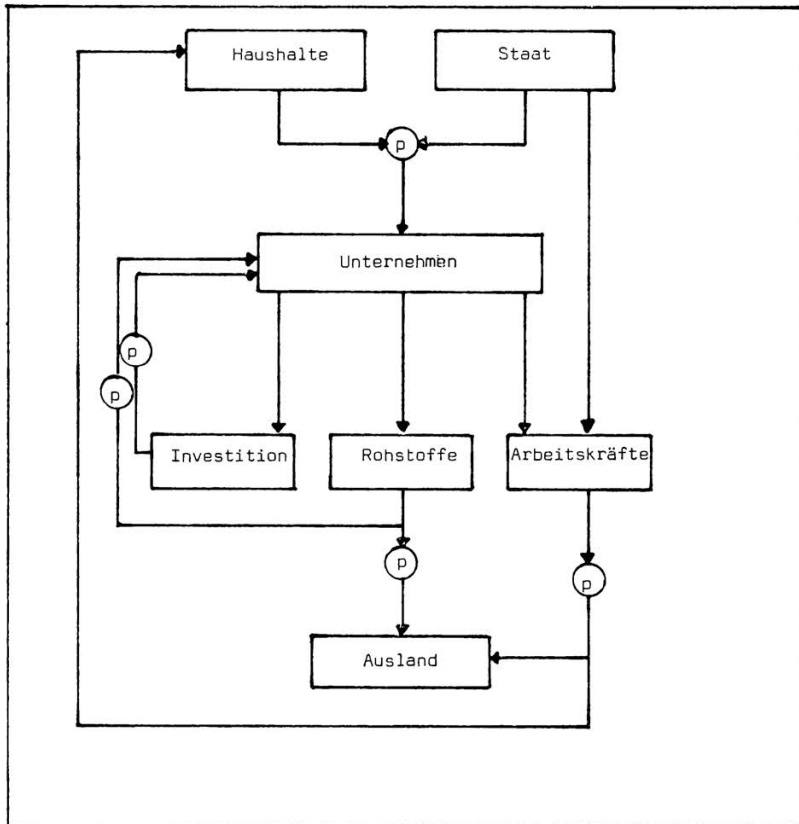 Haushalte
Staat
p
Unternehmen
p
p
Investition
Rohstoffe
Arbeitskräfte
p
p
Ausland